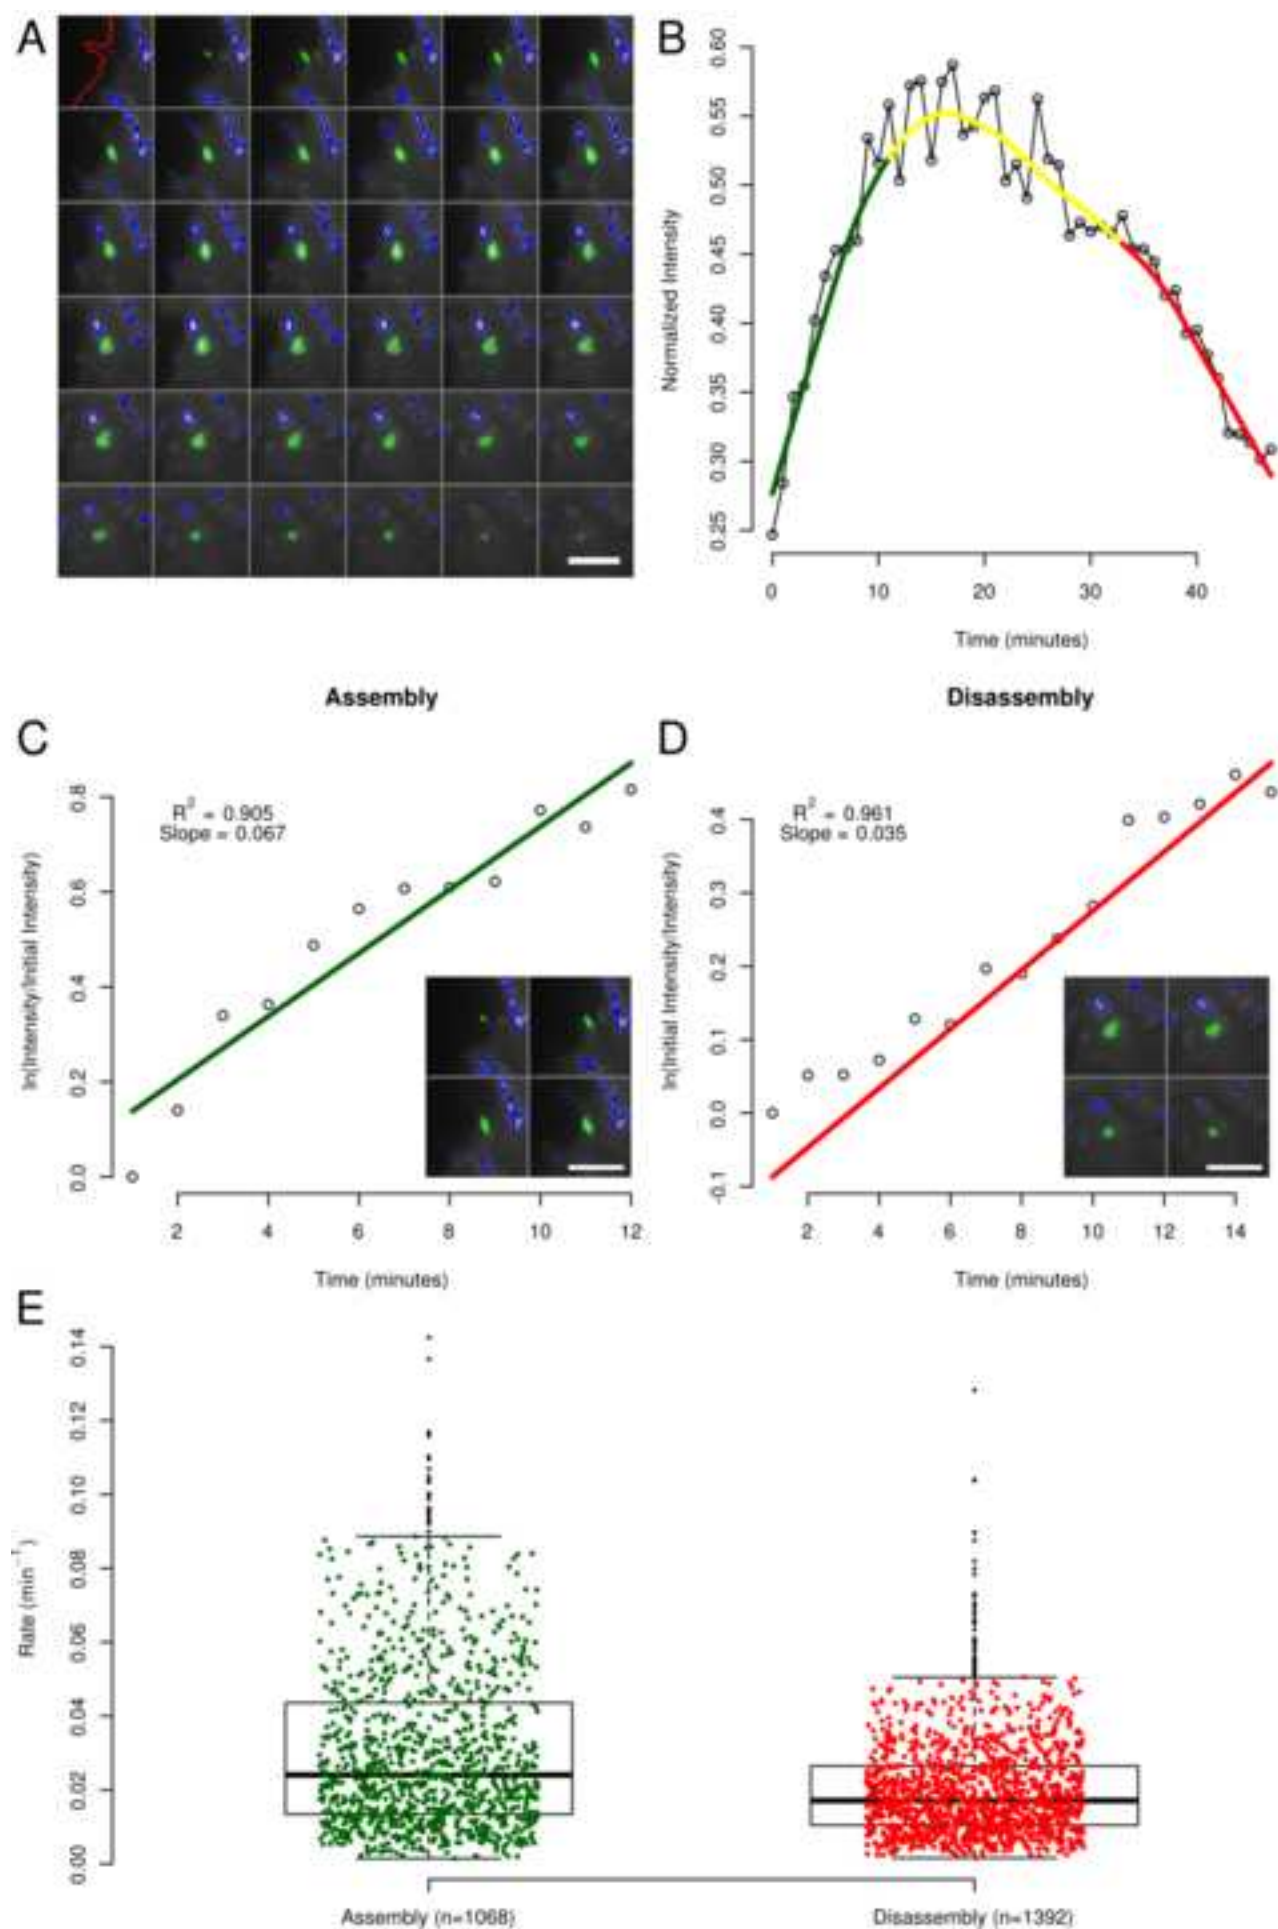 A
B
0.60
0.55
0.50
0.45
0.40
0.35
0.30
0.25
Normalized Intensity
0 10 20 30 40
Time (minutes)
Assembly
Disassembly
C
R² = 0.905
Slope = 0.067
0.8
0.6
0.4
0.2
0.0
ln(Intensity/Initial Intensity)
2 4 6 8 10 12
Time (minutes)
D
R² = 0.961
Slope = 0.035
0.4
0.3
0.2
0.1
0.0
-0.1
ln(Initial Intensity/Intensity)
2 4 6 8 10 12 14
Time (minutes)
E
0.14
0.12
0.10
0.08
0.06
0.04
0.02
0.00
Rate (min⁻¹)
Assembly (n=1068)
Disassembly (n=1392)